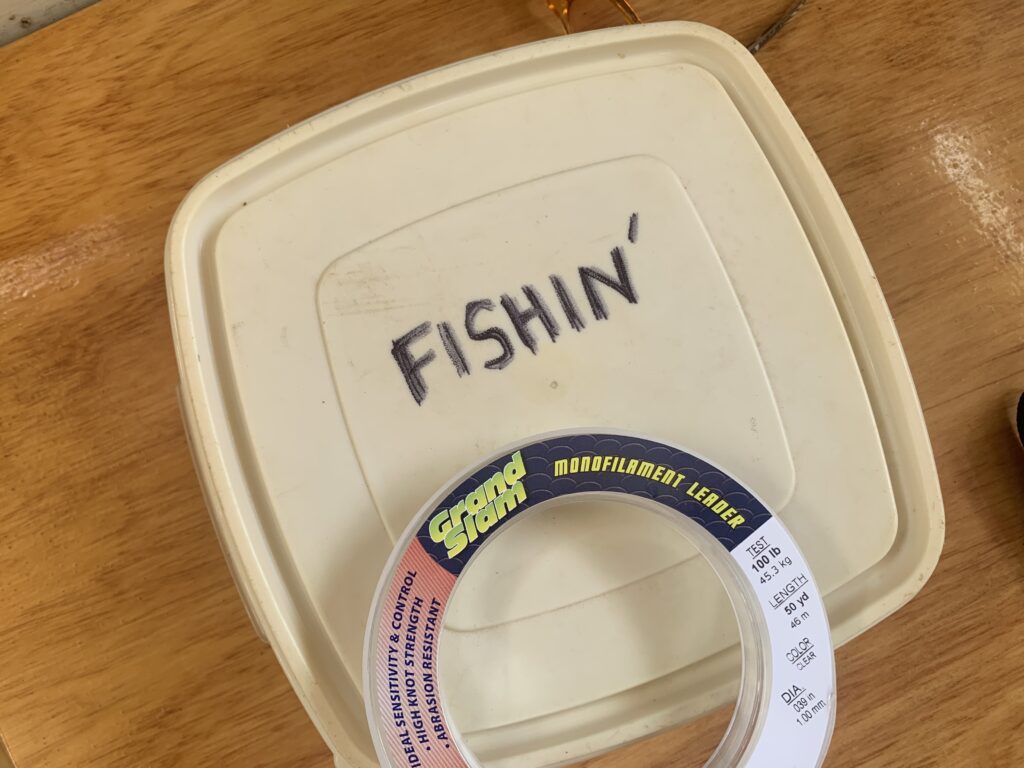 FISHIN'
Grand
Slam
MONOFILAMENT LEADER
IDEAL SENSITIVITY & CONTROL
• HIGH KNOT STRENGTH
• ABRASION RESISTANT
TEST
100 lb
45.3 kg
LENGTH
50 yd
46 m
COLOR
CLEAR
DIA.
.039 in
1.00 mm